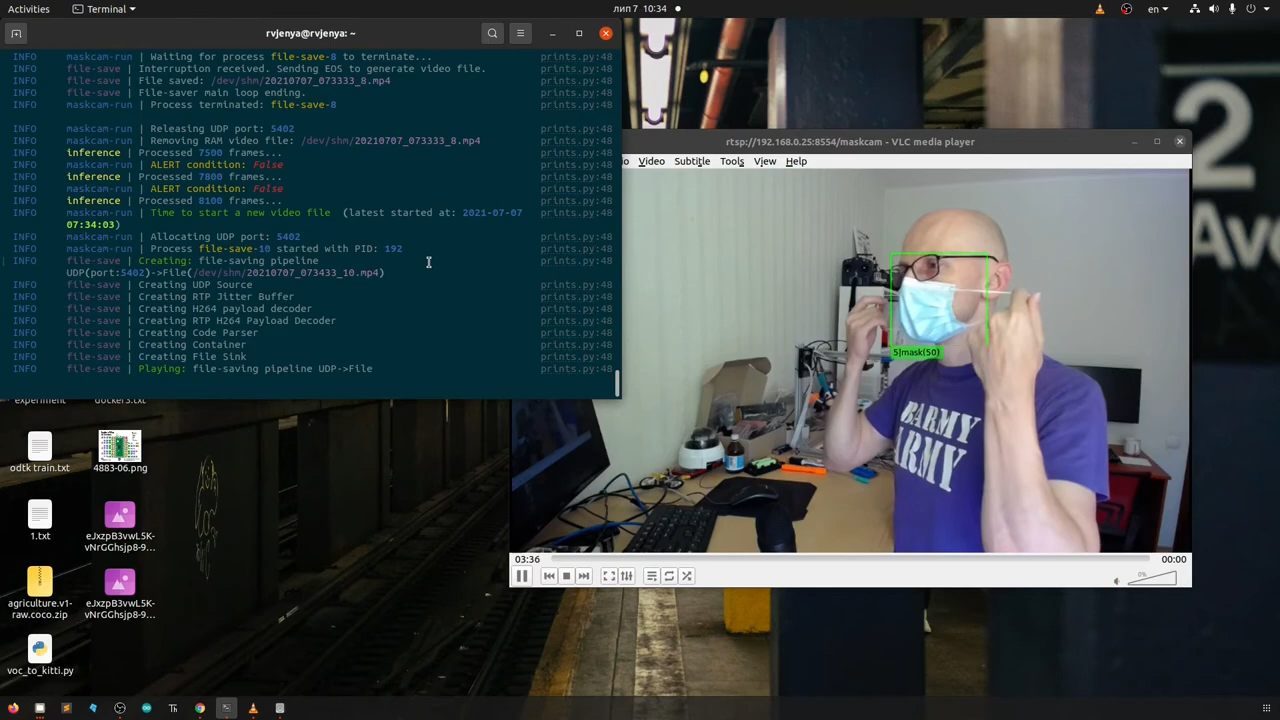 Activities
Terminal
лип 7 10:34
en
rvjenya@rvjenya: ~
INFO maskcam-run | Waiting for process file-save-8 to terminate... prints.py:48
INFO file-save | Interruption received. Sending EOS to generate video file. prints.py:48
INFO file-save | File saved: /dev/shm/20210707_073333_8.mp4 prints.py:48
INFO file-save | File-saver main loop ending. prints.py:48
INFO maskcam-run | Process terminated: file-save-8 prints.py:48
INFO maskcam-run | Releasing UDP port: 5402 prints.py:48
INFO maskcam-run | Removing RAM video file: /dev/shm/20210707_073333_8.mp4 prints.py:48
INFO inference | Processed 7500 frames... prints.py:48
INFO maskcam-run | ALERT condition: False prints.py:48
INFO inference | Processed 7800 frames... prints.py:48
INFO maskcam-run | ALERT condition: False prints.py:48
INFO inference | Processed 8100 frames... prints.py:48
INFO maskcam-run | Time to start a new video file (latest started at: 2021-07-07 prints.py:48
07:34:03)
INFO maskcam-run | Allocating UDP port: 5402 prints.py:48
INFO maskcam-run | Process file-save-10 started with PID: 192 prints.py:48
INFO file-save | Creating: file-saving pipeline prints.py:48
UDP(port:5402)->File(/dev/shm/20210707_073433_10.mp4)
INFO file-save | Creating UDP Source prints.py:48
INFO file-save | Creating RTP Jitter Buffer prints.py:48
INFO file-save | Creating H264 payload decoder prints.py:48
INFO file-save | Creating RTP H264 Payload Decoder prints.py:48
INFO file-save | Creating Code Parser prints.py:48
INFO file-save | Creating Container prints.py:48
INFO file-save | Creating File Sink prints.py:48
INFO file-save | Playing: file-saving pipeline UDP->File prints.py:48
rtsp://192.168.0.25:8554/maskcam - VLC media player
io Video Subtitle Tools View Help
5|mask(50)
BARMY
ARMY
03:36
00:00
0%
2
Av
experiment
docker3.txt
odtk train.txt
4883-06.png
1.txt
eJxzpB3vwL5K-
vNrGGhsjp8-9...
agriculture.v1-
raw.coco.zip
eJxzpB3vwL5K-
vNrGGhsjp8-9...
voc_to_kitti.py